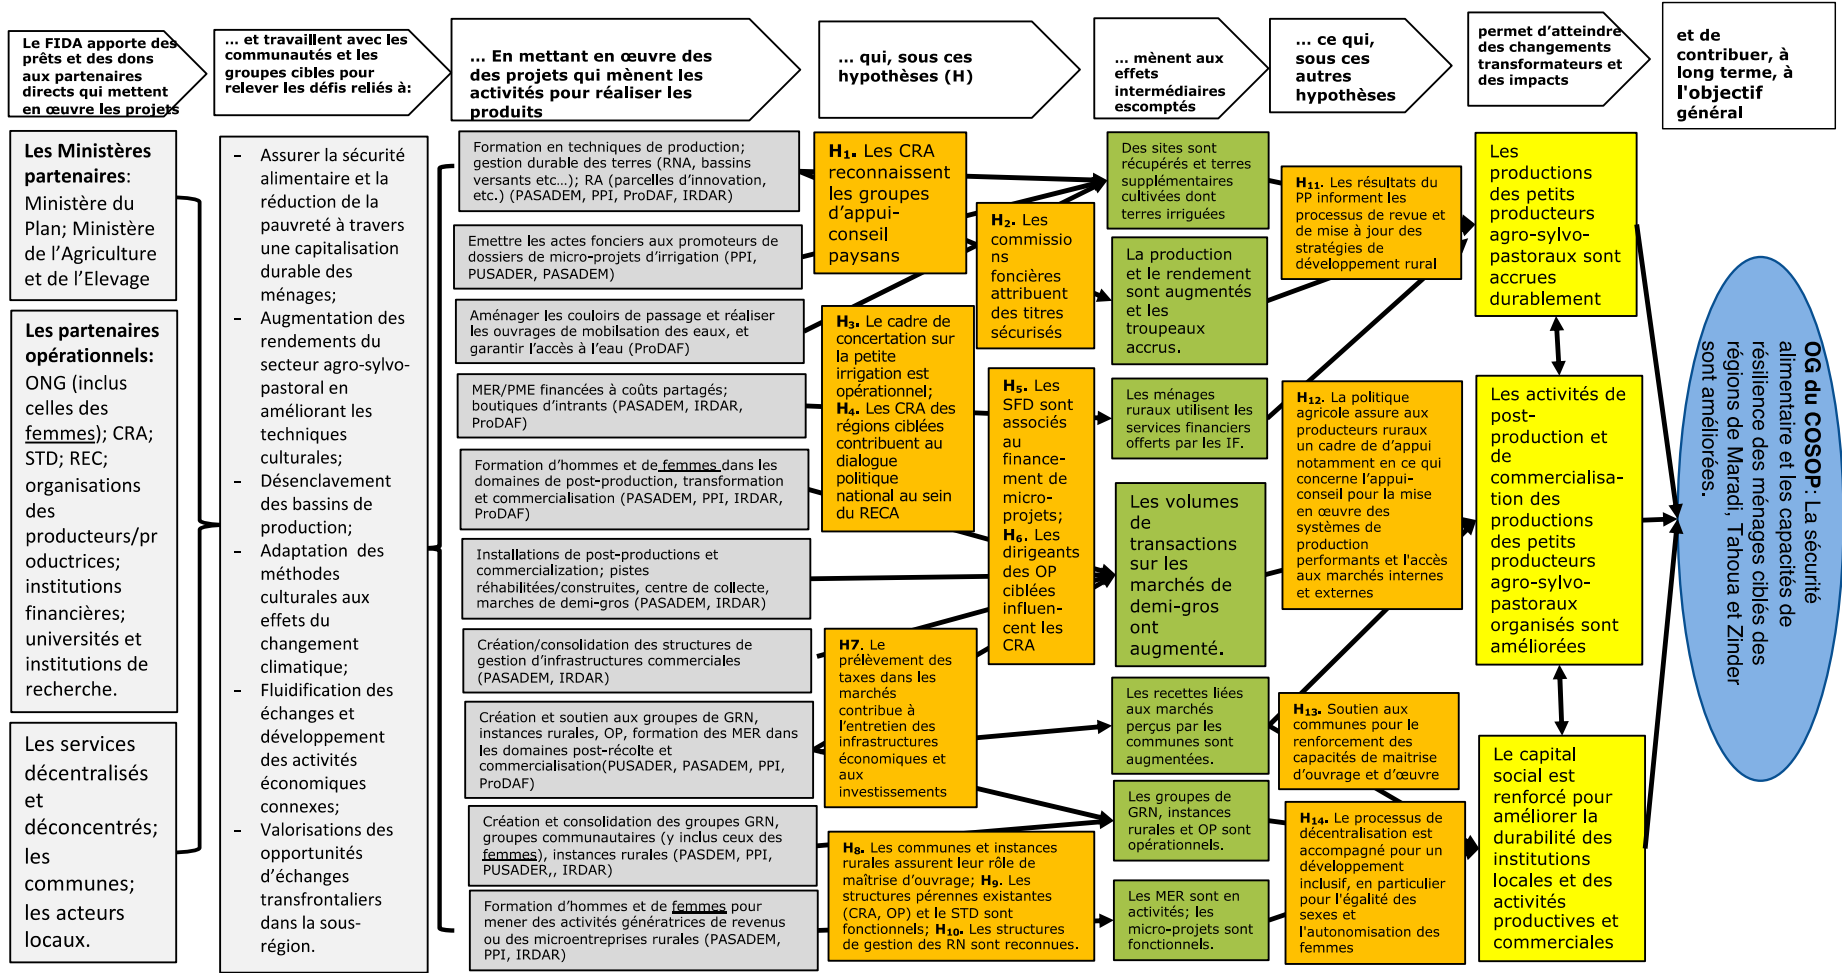 Le FIDA apporte des
prêts et des dons
aux partenaires
directs qui mettent
en œuvre les projets
... et travaillent avec les
communautés et les
groupes cibles pour
relever les défis reliés à:
... En mettant en œuvre des
des projets qui mènent les
activités pour réaliser les
produits
... qui, sous ces
hypothèses (H)
... mènent aux
effets
intermédiaires
escomptés
... ce qui,
sous ces
autres
hypothèses
permet d'atteindre
des changements
transformateurs et
des impacts
et de
contribuer, à
long terme, à
l'objectif
général
Les Ministères
partenaires:
Ministère du
Plan; Ministère
de l'Agriculture
et de l'Elevage
Les partenaires
opérationnels:
ONG (inclus
celles des
femmes); CRA;
STD; REC;
organisations
des
producteurs/pr
oductrices;
institutions
financières;
universités et
institutions de
recherche.
Les services
décentralisés
et
déconcentrés;
les
communes;
les acteurs
locaux.
- Assurer la sécurité
alimentaire et la
réduction de la
pauvreté à travers
une capitalisation
durable des
ménages;
- Augmentation des
rendements du
secteur agro-sylvo-
pastoral en
améliorant les
techniques
culturales;
- Désenclavement
des bassins de
production;
- Adaptation des
méthodes
culturales aux
effets du
changement
climatique;
- Fluidification des
échanges et
développement
des activités
économiques
connexes;
- Valorisations des
opportunités
d'échanges
transfrontaliers
dans la sous-
région.
Formation en techniques de production;
gestion durable des terres (RNA, bassins
versants etc...); RA (parcelles d'innovation,
etc.) (PASADEM, PPI, ProDAF, IRDAR)
Emettre les actes fonciers aux promoteurs de
dossiers de micro-projets d'irrigation (PPI,
PUSADER, PASADEM)
Aménager les couloirs de passage et réaliser
les ouvrages de mobilsation des eaux, et
garantir l'accès à l'eau (ProDAF)
MER/PME financées à coûts partagés;
boutiques d'intrants (PASADEM, IRDAR,
ProDAF)
Formation d'hommes et de femmes dans les
domaines de post-production, transformation
et commercialisation (PASADEM, PPI, IRDAR,
ProDAF)
Installations de post-productions et
commercialization; pistes
réhabilitées/construites, centre de collecte,
marches de demi-gros (PASADEM, IRDAR)
Création/consolidation des structures de
gestion d'infrastructures commerciales
(PASADEM, IRDAR)
Création et soutien aux groupes de GRN,
instances rurales, OP, formation des MER dans
les domaines post-récolte et
commercialisation(PUSADER, PASADEM, PPI,
ProDAF)
Création et consolidation des groupes GRN,
groupes communautaires (y inclus ceux des
femmes), instances rurales (PASDEM, PPI,
PUSADER,, IRDAR)
Formation d'hommes et de femmes pour
mener des activités génératrices de revenus
ou des microentreprises rurales (PASADEM,
PPI, IRDAR)
H1. Les CRA
reconnaissent
les groupes
d'appui-
conseil
paysans
H2. Les
commissio
ns
foncières
attribuent
des titres
sécurisés
H3. Le cadre de
concertation sur
la petite
irrigation est
opérationnel;
H4. Les CRA des
régions ciblées
contribuent au
dialogue
politique
national au sein
du RECA
H5. Les
SFD sont
associés
au
finance-
ment de
micro-
projets;
H6. Les
dirigeants
des OP
ciblées
influen-
cent les
CRA
H7. Le
prélèvement des
taxes dans les
marchés
contribue à
l'entretien des
infrastructures
économiques et
aux
investissements
H8. Les communes et instances
rurales assurent leur rôle de
maîtrise d'ouvrage; H9. Les
structures pérennes existantes
(CRA, OP) et le STD sont
fonctionnels; H10. Les structures
de gestion des RN sont reconnues.
Des sites sont
récupérés et terres
supplémentaires
cultivées dont
terres irriguées
La production
et le rendement
sont augmentés
et les
troupeaux
accrus.
Les ménages
ruraux utilisent les
services financiers
offerts par les IF.
Les volumes
de
transactions
sur les
marchés de
demi-gros
ont
augmenté.
Les recettes liées
aux marchés
perçus par les
communes sont
augmentées.
Les groupes de
GRN, instances
rurales et OP sont
opérationnels.
Les MER sont en
activités; les
micro-projets sont
fonctionnels.
H11. Les résultats du
PP informent les
processus de revue et
de mise à jour des
stratégies de
développement rural
H12. La politique
agricole assure aux
producteurs ruraux
un cadre de d'appui
notamment en ce qui
concerne l'appui-
conseil pour la mise
en œuvre des
systèmes de
production
performants et l'accès
aux marchés internes
et externes
H13. Soutien aux
communes pour le
renforcement des
capacités de maitrise
d'ouvrage et d'œuvre
H14. Le processus de
décentralisation est
accompagné pour un
développement
inclusif, en particulier
pour l'égalité des
sexes et
l'autonomisation des
femmes
Les
productions
des petits
producteurs
agro-sylvo-
pastoraux sont
accrues
durablement
Les activités de
post-
production et
de
commercialisa-
tion des
productions
des petits
producteurs
agro-sylvo-
pastoraux
organisés sont
améliorées
Le capital
social est
renforcé pour
améliorer la
durabilité des
institutions
locales et des
activités
productives et
commerciales
OG du COSOP: La sécurité
alimentaire et les capacités de
résilience des ménages ciblés des
régions de Maradi, Tahoua et Zinder
sont améliorées.